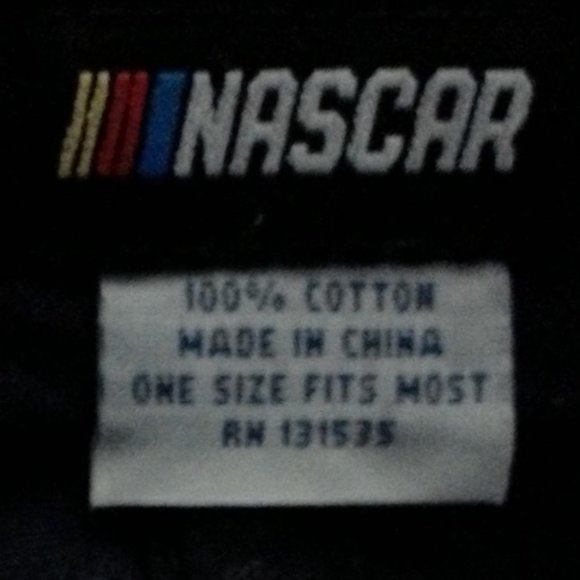 NASCAR
100% COTTON
MADE IN CHINA
ONE SIZE FITS MOST
RN 131535